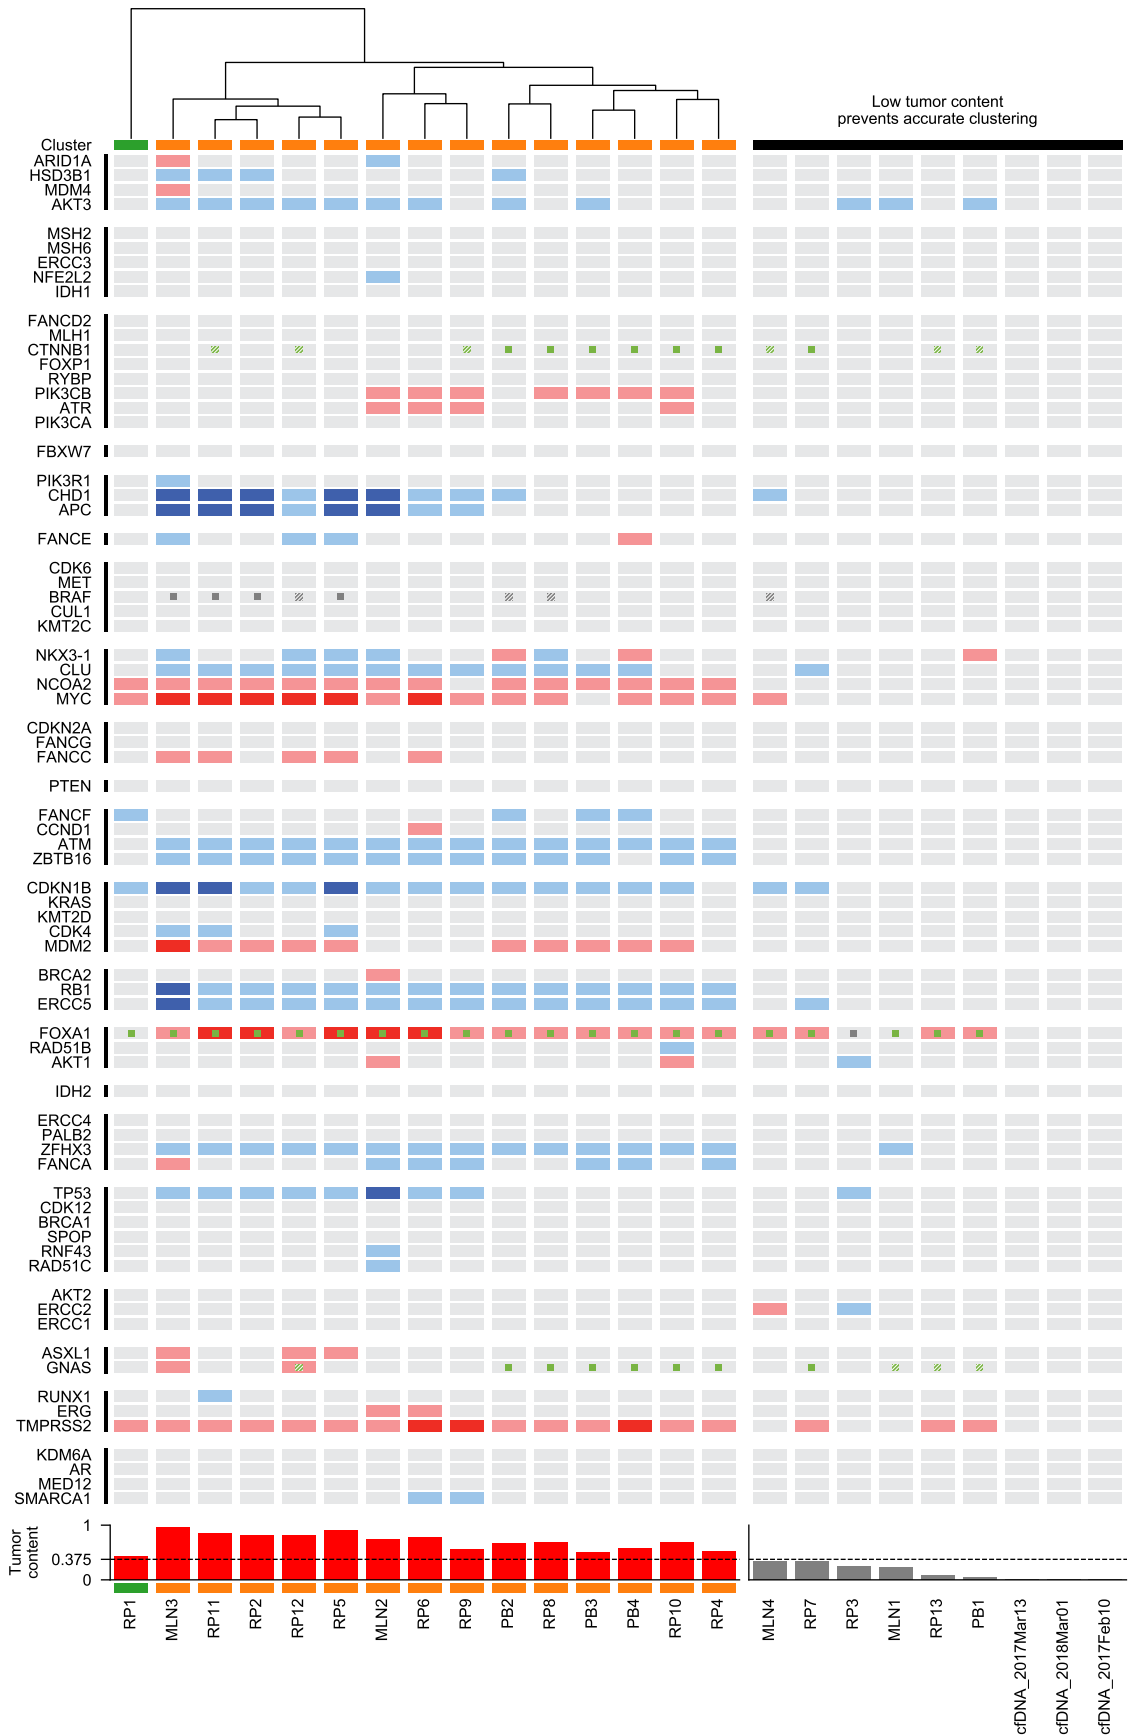 Low tumor content
prevents accurate clustering
Cluster
ARID1A
HSD3B1
MDM4
AKT3
MSH2
MSH6
ERCC3
NFE2L2
IDH1
FANCD2
MLH1
CTNNB1
FOXP1
RYBP
PIK3CB
ATR
PIK3CA
FBXW7
PIK3R1
CHD1
APC
FANCE
CDK6
MET
BRAF
CUL1
KMT2C
NKX3-1
CLU
NCOA2
MYC
CDKN2A
FANCG
FANCC
PTEN
FANCF
CCND1
ATM
ZBTB16
CDKN1B
KRAS
KMT2D
CDK4
MDM2
BRCA2
RB1
ERCC5
FOXA1
RAD51B
AKT1
IDH2
ERCC4
PALB2
ZFHX3
FANCA
TP53
CDK12
BRCA1
SPOP
RNF43
RAD51C
AKT2
ERCC2
ERCC1
ASXL1
GNAS
RUNX1
ERG
TMPRSS2
KDM6A
AR
MED12
SMARCA1
Tumor
content
1
0.375
0
RP1
MLN3
RP11
RP2
RP12
RP5
MLN2
RP6
RP9
PB2
RP8
PB3
PB4
RP10
RP4
MLN4
RP7
RP3
MLN1
RP13
PB1
cfDNA_2017Mar13
cfDNA_2018Mar01
cfDNA_2017Feb10